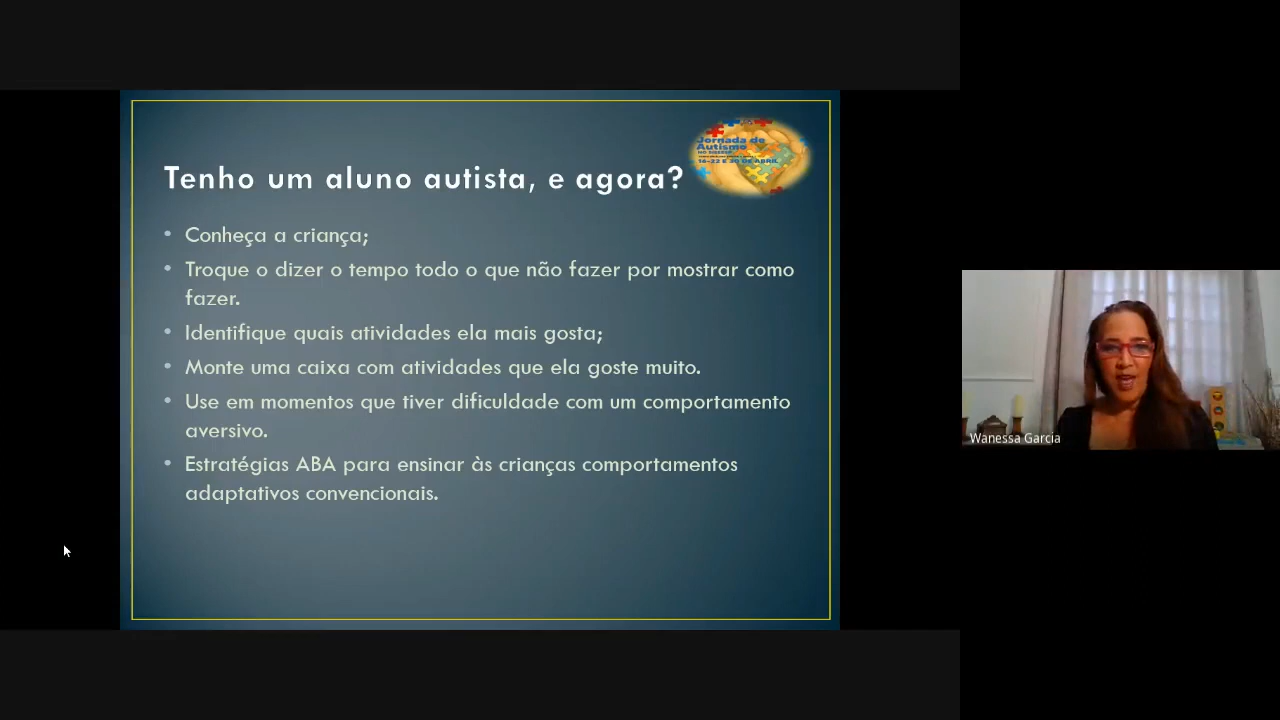 Tenho um aluno autista, e agora?
Jornada de
Autismo
• Conheça a criança;
• Troque o dizer o tempo todo o que não fazer por mostrar como
fazer.
• Identifique quais atividades ela mais gosta;
• Monte uma caixa com atividades que ela goste muito.
• Use em momentos que tiver dificuldade com um comportamento
aversivo.
• Estratégias ABA para ensinar às crianças comportamentos
adaptativos convencionais.
Wanessa Garcia